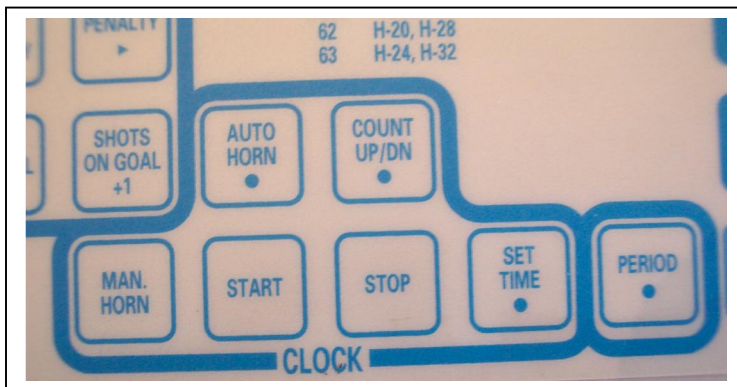 PENALTY
62 H-20, H-28
63 H-24, H-32
SHOTS
ON GOAL
+1
AUTO
HORN
COUNT
UP/DN
MAN.
HORN
START
STOP
SET
TIME
PERIOD
CLOCK